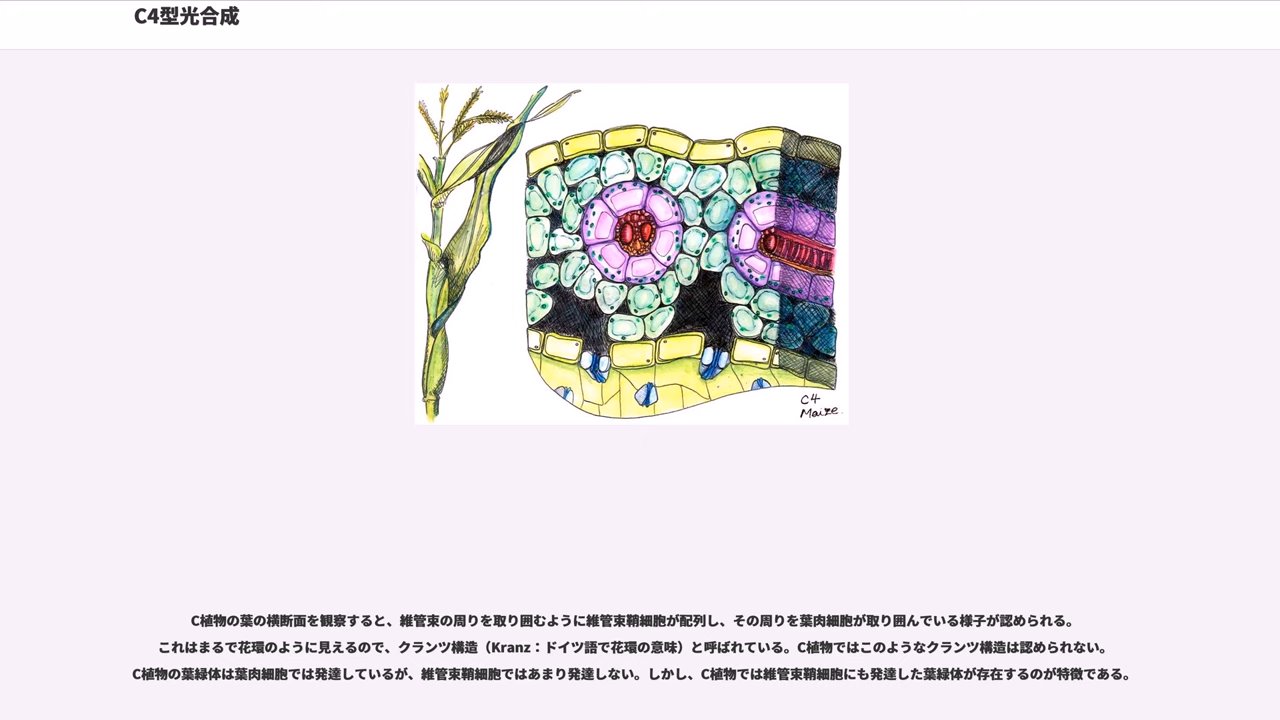 C4型光合成
C4
Maize.
C植物の葉の横断面を観察すると、維管束の周りを取り囲むように維管束鞘細胞が配列し、その周りを葉肉細胞が取り囲んでいる様子が認められる。
これはまるで花環のように見えるので、クランツ構造（Kranz：ドイツ語で花環の意味）と呼ばれている。C植物ではこのようなクランツ構造は認められない。
C植物の葉緑体は葉肉細胞では発達しているが、維管束鞘細胞ではあまり発達しない。しかし、C植物では維管束鞘細胞にも発達した葉緑体が存在するのが特徴である。